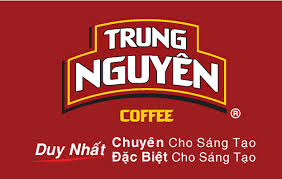 TRUNG
NGUYÊN
COFFEE ®
Duy Nhất Chuyên Cho Sáng Tạo
Đặc Biệt Cho Sáng Tạo